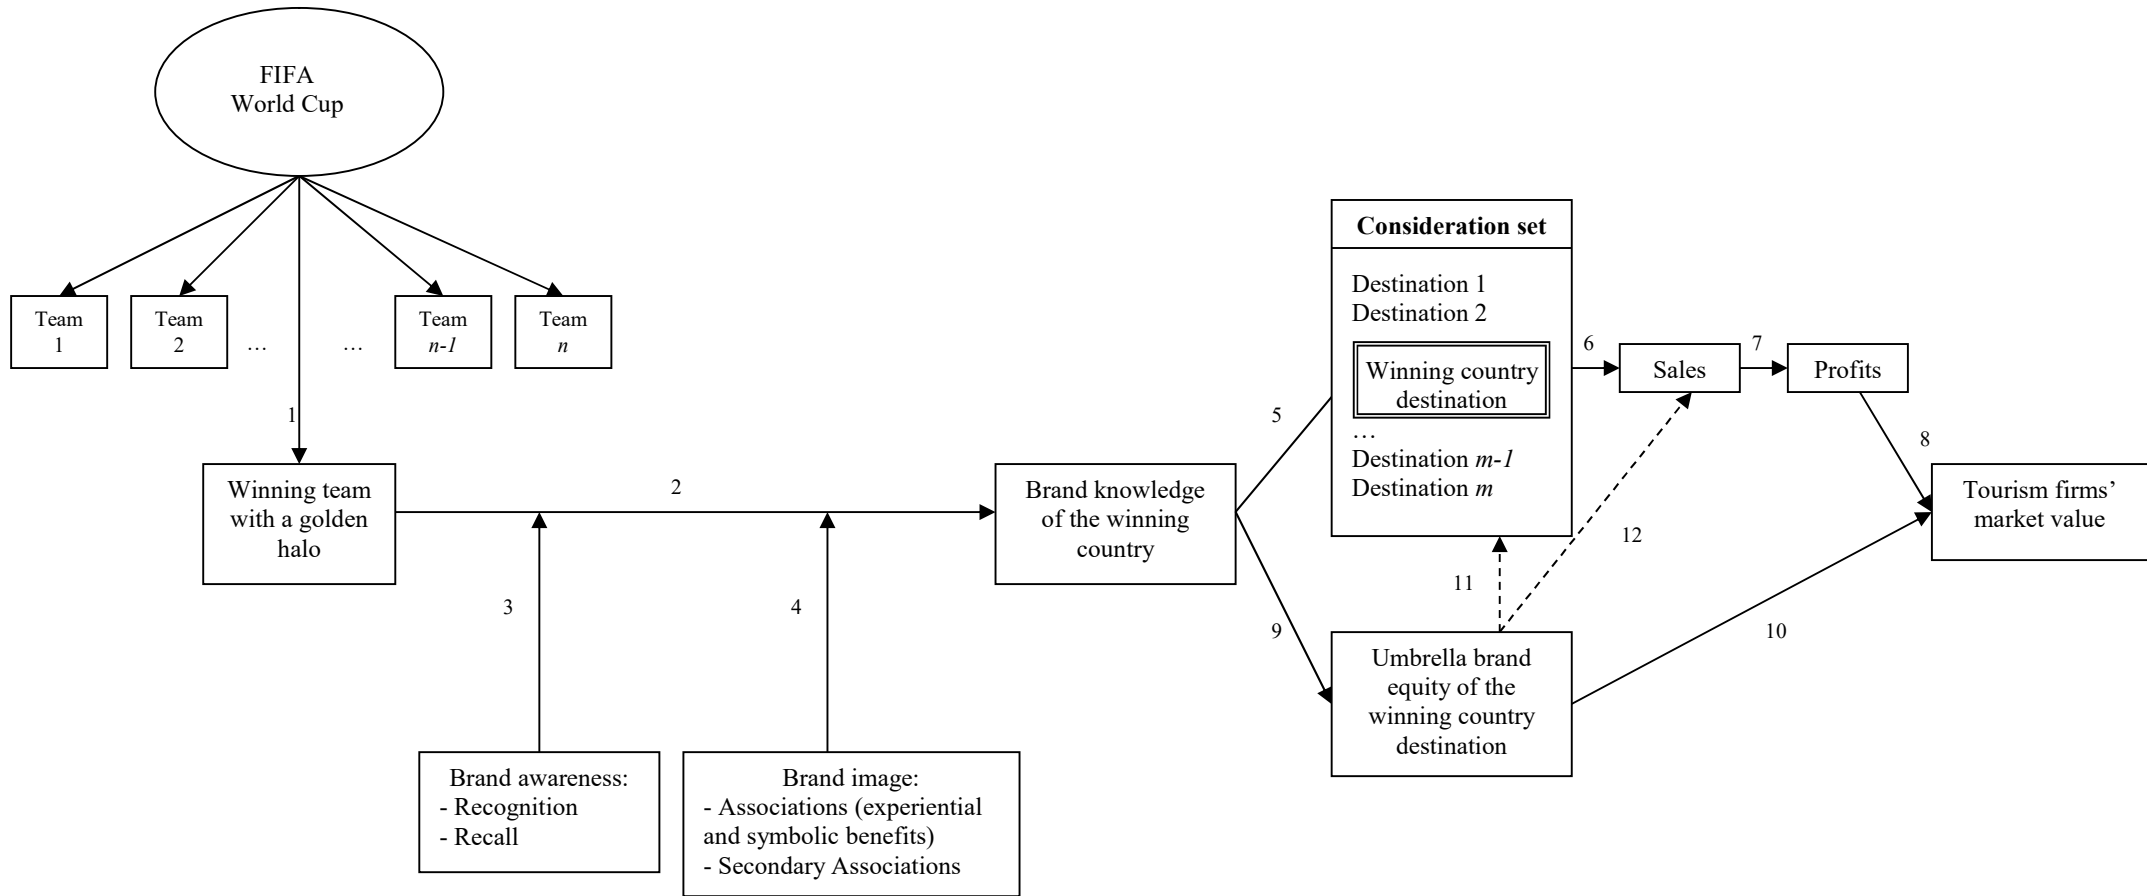 FIFA
World Cup
Team
1
Team
2
…
…
Team
n-1
Team
n
1
Winning team
with a golden
halo
2
3
4
Brand awareness:
- Recognition
- Recall
Brand image:
- Associations (experiential
and symbolic benefits)
- Secondary Associations
Brand knowledge
of the winning
country
5
9
Consideration set
Destination 1
Destination 2
Winning country
destination
…
Destination m-1
Destination m
6
Sales
7
Profits
8
Tourism firms’
market value
11
12
10
Umbrella brand
equity of the
winning country
destination